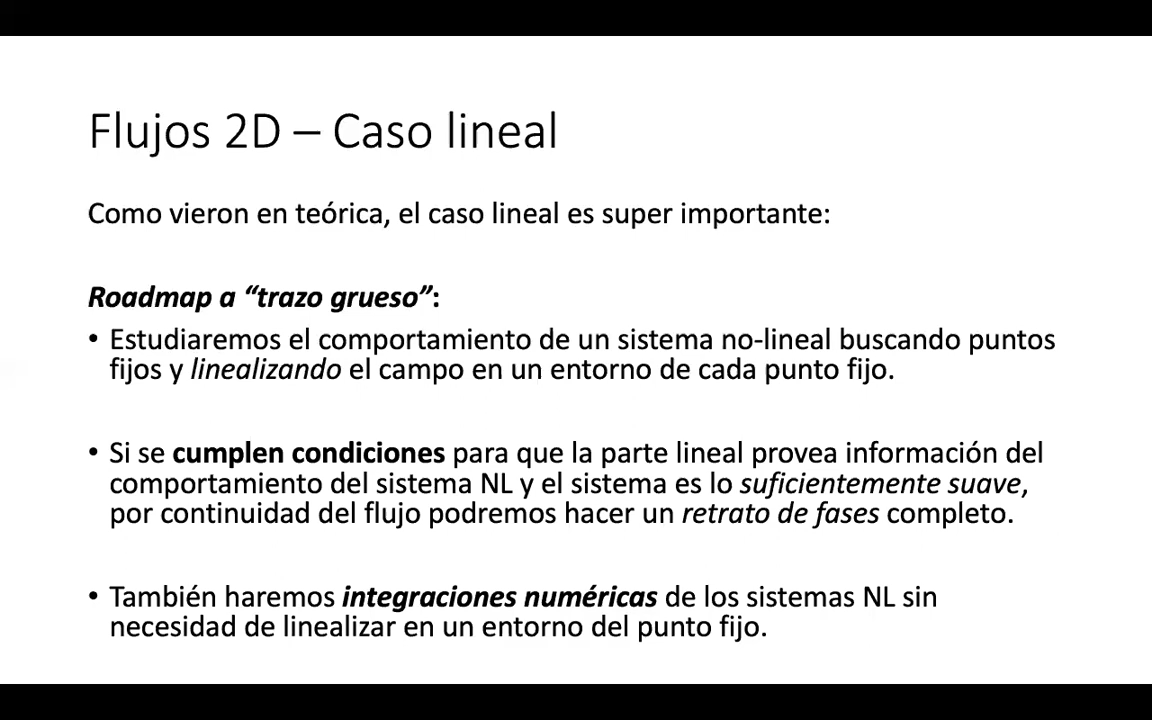 Flujos 2D – Caso lineal
Como vieron en teórica, el caso lineal es super importante:
Roadmap a “trazo grueso”:
• Estudiaremos el comportamiento de un sistema no-lineal buscando puntos
fijos y linealizando el campo en un entorno de cada punto fijo.
• Si se cumplen condiciones para que la parte lineal provea información del
comportamiento del sistema NL y el sistema es lo suficientemente suave,
por continuidad del flujo podremos hacer un retrato de fases completo.
• También haremos integraciones numéricas de los sistemas NL sin
necesidad de linealizar en un entorno del punto fijo.